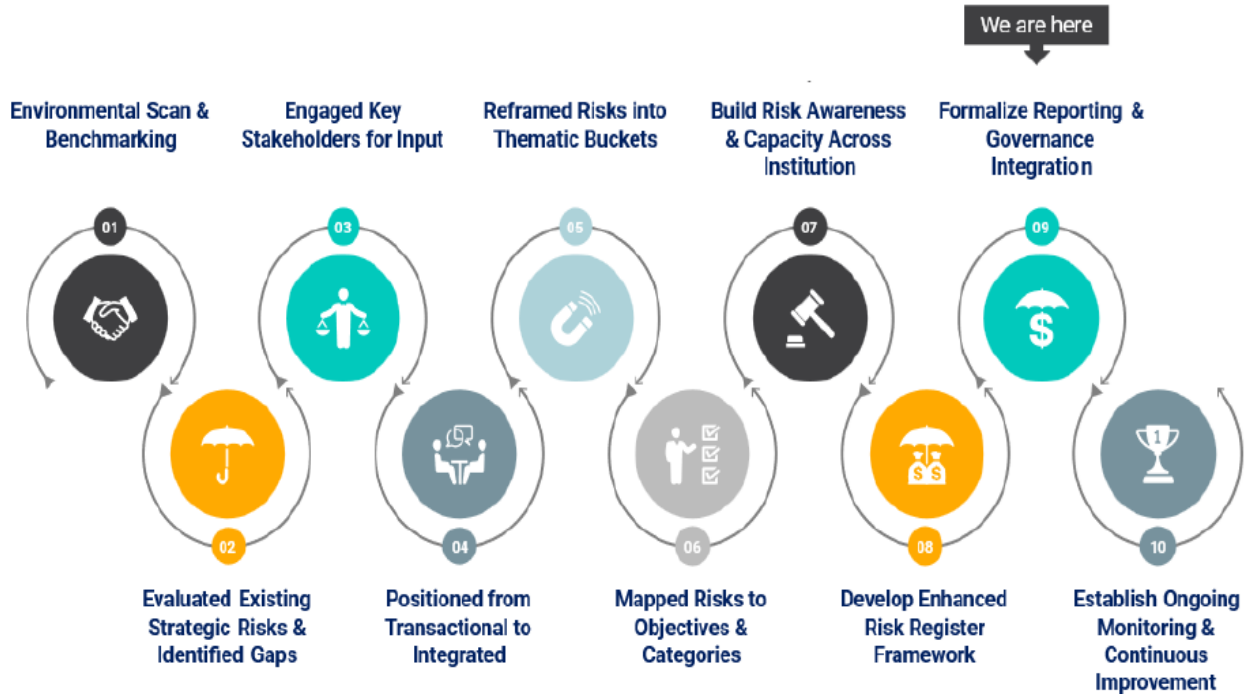 We are here
Environmental Scan &
Benchmarking
Engaged Key
Stakeholders for Input
Reframed Risks into
Thematic Buckets
Build Risk Awareness
& Capacity Across
Institution
Formalize Reporting &
Governance
Integration
01
03
05
07
09
1
$ $
$
02
04
06
08
10
Evaluated Existing
Strategic Risks &
Identified Gaps
Positioned from
Transactional to
Integrated
Mapped Risks to
Objectives &
Categories
Develop Enhanced
Risk Register
Framework
Establish Ongoing
Monitoring &
Continuous
Improvement